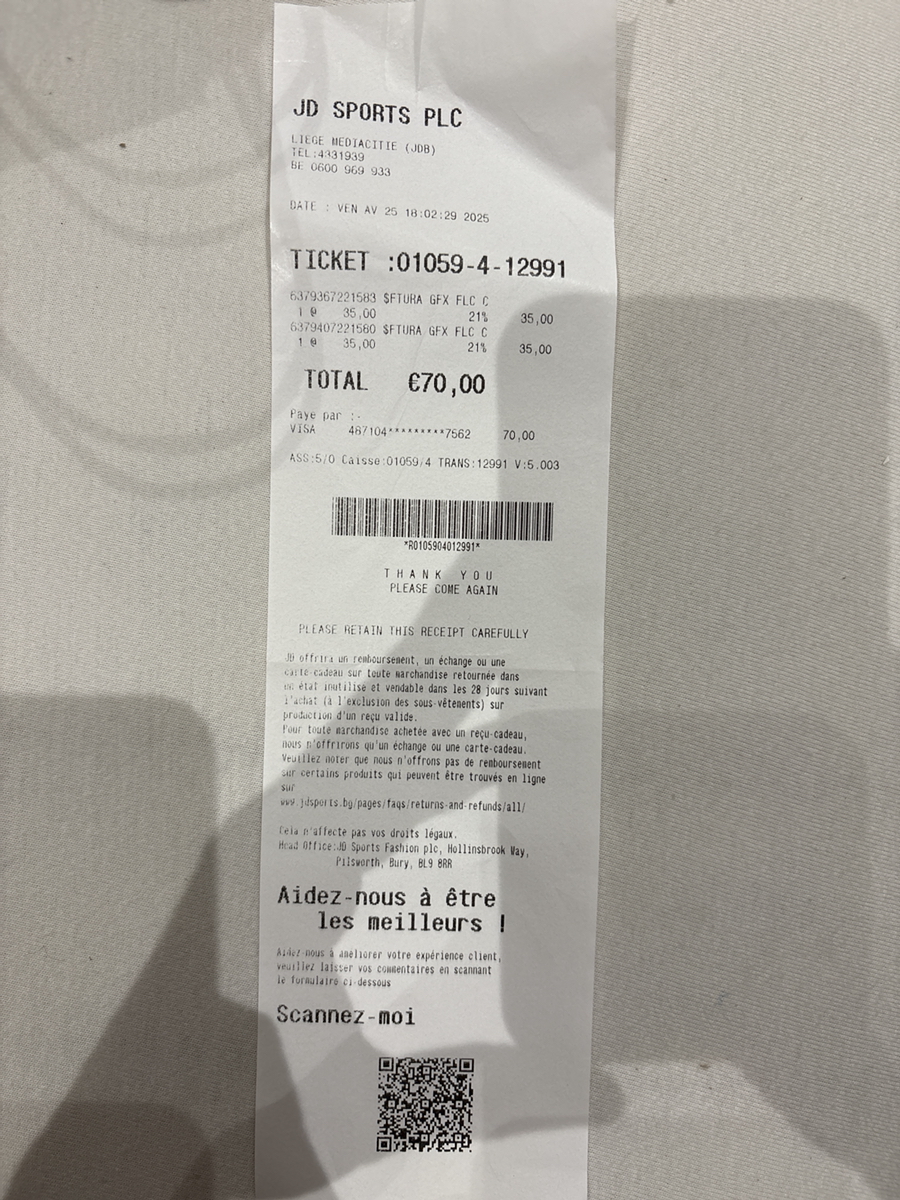 JD SPORTS PLC
LIEGE MEDIACITIE (JDB)
TEL:4331939
BE 0600 969 933
DATE : VEN AV 25 18:02:29 2025
TICKET :01059-4-12991
6379367221583 $FTURA GFX FLC C
1 @ 35,00 21% 35,00
6379407221580 $FTURA GFX FLC C
1 @ 35,00 21% 35,00
TOTAL €70,00
Paye par :-
VISA 487104*********7562 70,00
ASS:5/0 Caisse:01059/4 TRANS:12991 V:5.003
*R0105904012991*
THANK YOU
PLEASE COME AGAIN
PLEASE RETAIN THIS RECEIPT CAREFULLY
JD offrira un remboursement, un échange ou une
carte-cadeau sur toute marchandise retournée dans
un état inutilise et vendable dans les 28 jours suivant
l'achat (à l'exclusion des sous-vêtements) sur
production d'un reçu valide.
Pour toute marchandise achetée avec un reçu-cadeau,
nous n'offrirons qu'un échange ou une carte-cadeau.
Veuillez noter que nous n'offrons pas de remboursement
sur certains produits qui peuvent être trouvés en ligne
sur
www.jdsports.bg/pages/faqs/returns-and-refunds/all/
Cela n'affecte pas vos droits légaux.
Head Office:JD Sports Fashion plc, Hollinsbrook Way,
Pilsworth, Bury, BL9 8RR
Aidez-nous à être
les meilleurs !
Aidez-nous à améliorer votre expérience client,
veuillez laisser vos commentaires en scannant
le formulaire ci-dessous
Scannez-moi